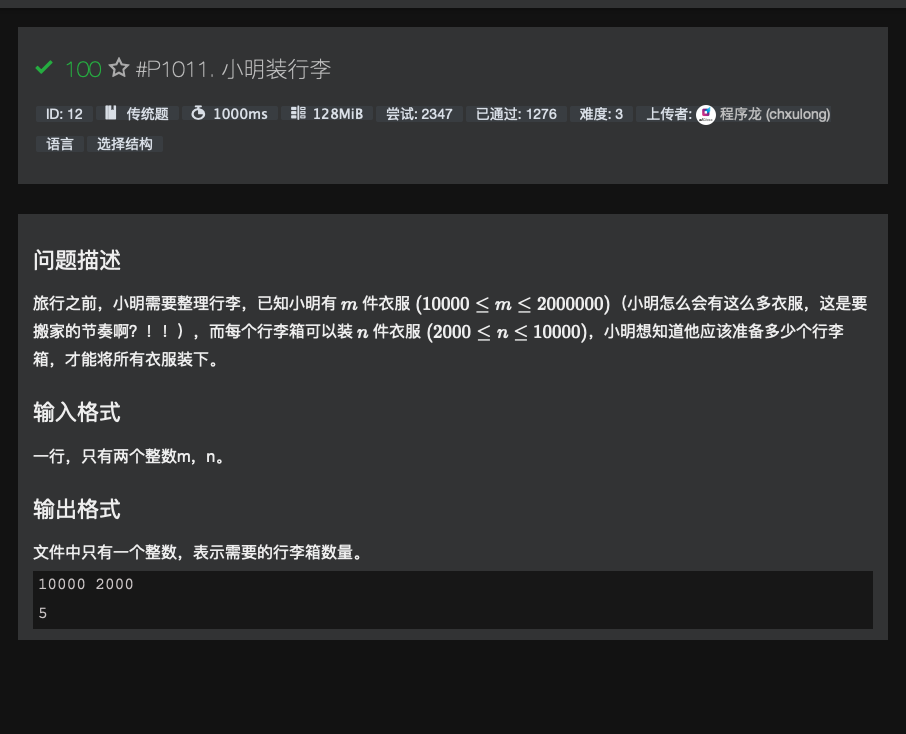 100 #P1011. 小明装行李
ID: 12 传统题 1000ms 128MiB 尝试: 2347 已通过: 1276 难度: 3 上传者: 程序龙 (chxulong)
语言 选择结构
问题描述
旅行之前，小明需要整理行李，已知小明有 m 件衣服 (10000 ≤ m ≤ 2000000)（小明怎么会有这么多衣服，这是要
搬家的节奏啊？！！），而每个行李箱可以装 n 件衣服 (2000 ≤ n ≤ 10000)，小明想知道他应该准备多少个行李
箱，才能将所有衣服装下。
输入格式
一行，只有两个整数m，n。
输出格式
文件中只有一个整数，表示需要的行李箱数量。
10000 2000
5